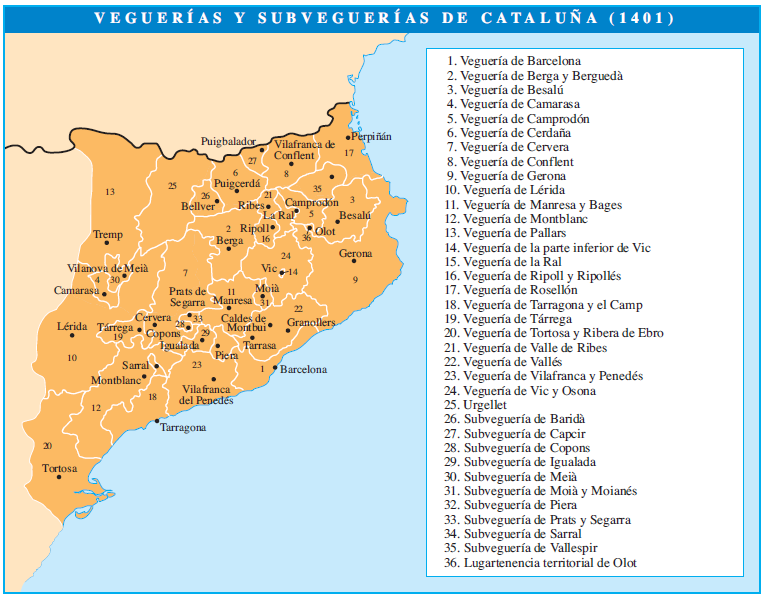 VEGUERÍAS Y SUBVEGUERÍAS DE CATALUÑA (1401)
1. Veguería de Barcelona
2. Veguería de Berga y Berguedà
3. Veguería de Besalú
4. Veguería de Camarasa
5. Veguería de Camprodón
6. Veguería de Cerdaña
7. Veguería de Cervera
8. Veguería de Conflent
9. Veguería de Gerona
10. Veguería de Lérida
11. Veguería de Manresa y Bages
12. Veguería de Montblanc
13. Veguería de Pallars
14. Veguería de la parte inferior de Vic
15. Veguería de la Ral
16. Veguería de Ripoll y Ripollés
17. Veguería de Rosellón
18. Veguería de Tarragona y el Camp
19. Veguería de Tárrega
20. Veguería de Tortosa y Ribera de Ebro
21. Veguería de Valle de Ribes
22. Veguería de Vallés
23. Veguería de Vilafranca y Penedés
24. Veguería de Vic y Osona
25. Urgellet
26. Subveguería de Baridà
27. Subveguería de Capcir
28. Subveguería de Copons
29. Subveguería de Igualada
30. Subveguería de Meià
31. Subveguería de Moià y Moianés
32. Subveguería de Piera
33. Subveguería de Prats y Segarra
34. Subveguería de Sarral
35. Subveguería de Vallespir
36. Lugartenencia territorial de Olot
Perpiñán
Puigbalador
Vilafranca de
Conflent
17
27
8
6
13
25
Puigcerdá
35
26
21
3
Bellver
Ribes
Camprodón
La Ral
5
Besalú
2
Ripoll
Olot
36
Tremp
Berga
16
24
Gerona
Vilanova de Meià
Vic
14
4
30
7
9
Camarasa
Prats de
Segarra
11
Moià
Manresa
31
22
Cervera
33
Caldes de
Montbui
Granollers
Lérida
Tárrega
28
Copons
19
29
Igualada
Tarrasa
10
Piera
Sarral
23
1
Barcelona
Montblanc
Vilafranca
del Penedés
18
12
Tarragona
20
Tortosa